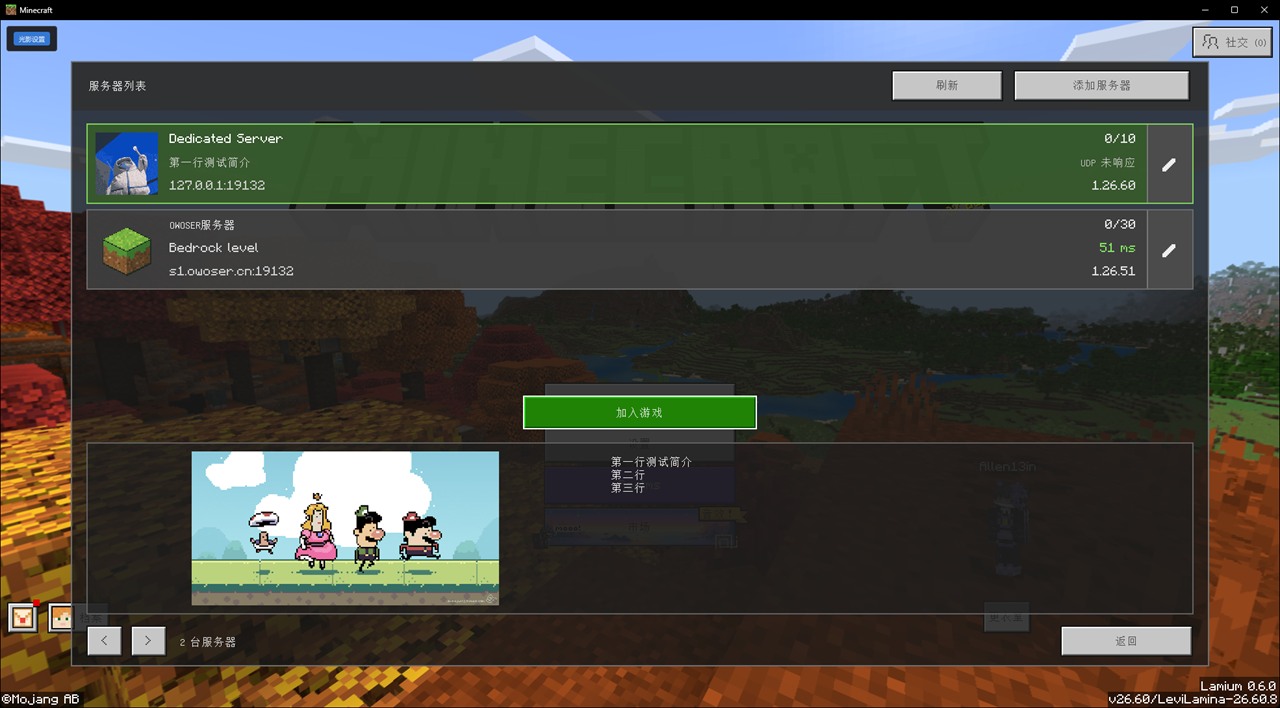 Minecraft
光影设置
社交 (0)
服务器列表
刷新
添加服务器
Dedicated Server
0/10
第一行测试简介
UDP 未响应
127.0.0.1:19132
1.26.60
OWOSER服务器
0/30
Bedrock level
51 ms
s1.owoser.cn:19132
1.26.51
加入游戏
第一行测试简介
第二行
第三行
Allen13in
2 台服务器
更衣室
返回
©Mojang AB
Lamium 0.6.0
v26.60/LeviLamina-26.60.8